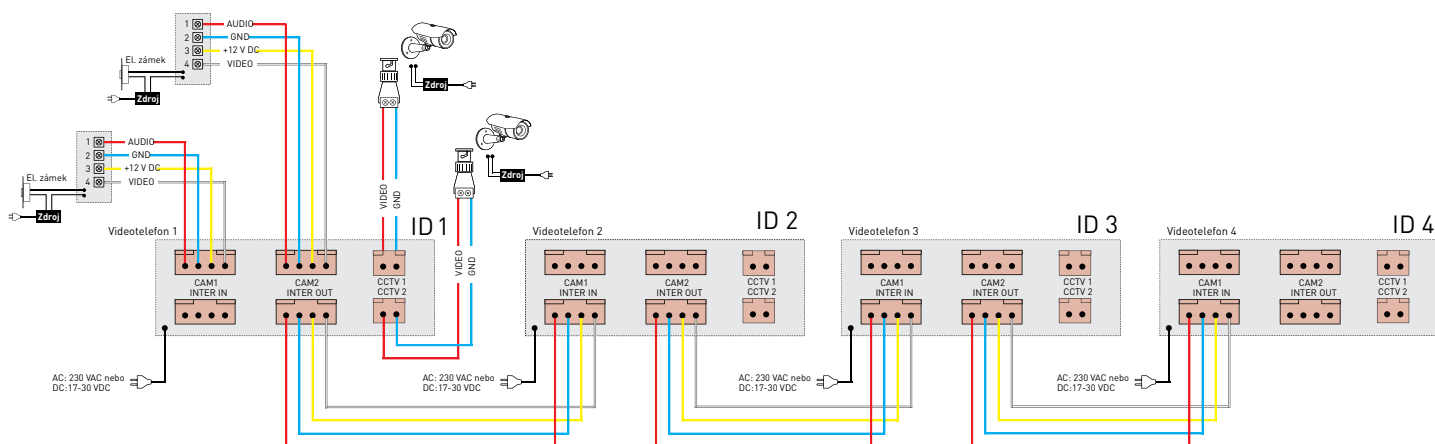 1 AUDIO
2 GND
3 +12 V DC
4 VIDEO
EL zámek
Zdroj
Zdroj
1 AUDIO
2 GND
3 +12 V DC
4 VIDEO
EL zámek
Zdroj
Zdroj
VIDEO
GND
VIDEO
GND
Videotelefon 1
ID 1
CAM1
INTER IN
CAM2
INTER OUT
CCTV 1
CCTV 2
AC: 230 VAC nebo
DC:17-30 VDC
Videotelefon 2
ID 2
CAM1
INTER IN
CAM2
INTER OUT
CCTV 1
CCTV 2
AC: 230 VAC nebo
DC:17-30 VDC
Videotelefon 3
ID 3
CAM1
INTER IN
CAM2
INTER OUT
CCTV 1
CCTV 2
AC: 230 VAC nebo
DC:17-30 VDC
Videotelefon 4
ID 4
CAM1
INTER IN
CAM2
INTER OUT
CCTV 1
CCTV 2
AC: 230 VAC nebo
DC:17-30 VDC